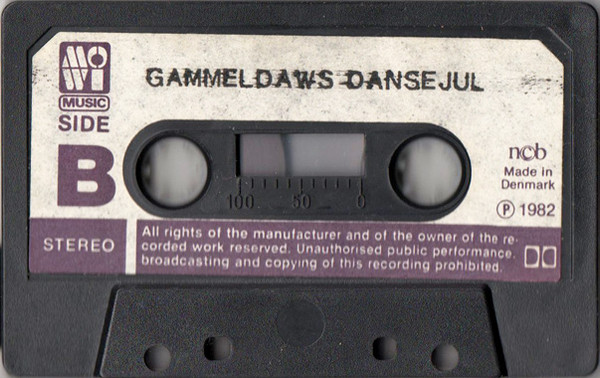 MOWI
MUSIC
GAMMELDAWS DANSEJUL
SIDE
B
ncb
Made in
Denmark
Ⓟ 1982
100 50 0
STEREO
All rights of the manufacturer and of the owner of the re-
corded work reserved. Unauthorised public performance.
broadcasting and copying of this recording prohibited.